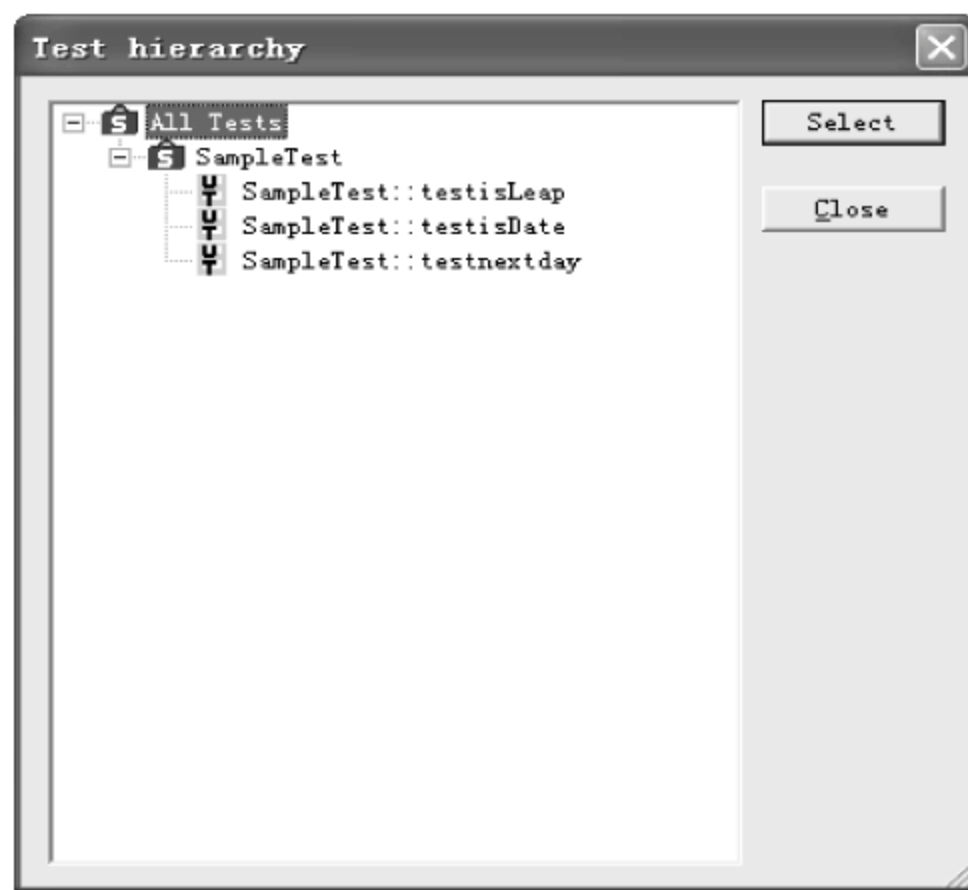 Test hierarchy
All Tests
SampleTest
SampleTest::testisLeap
SampleTest::testisDate
SampleTest::testnextday
Select
Close